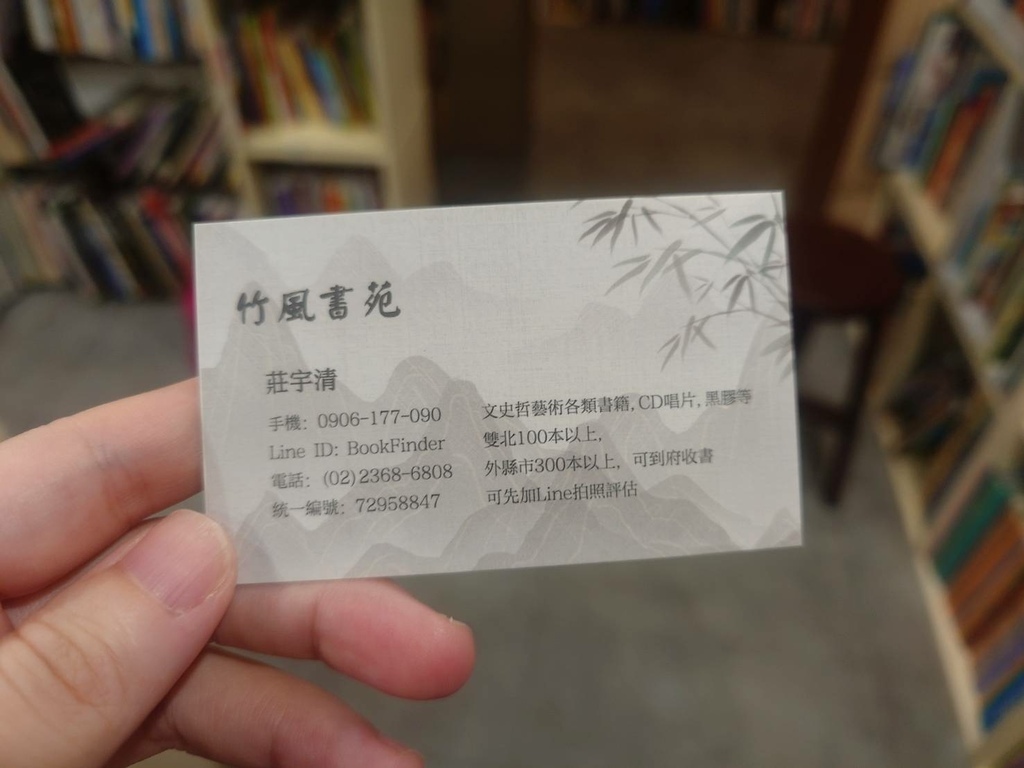 竹風書苑
莊宇清
手機: 0906-177-090
Line ID: BookFinder
電話: (02)2368-6808
統一編號: 72958847
文史哲藝術各類書籍, CD唱片, 黑膠等
雙北100本以上,
外縣市300本以上, 可到府收書
可先加Line拍照評估